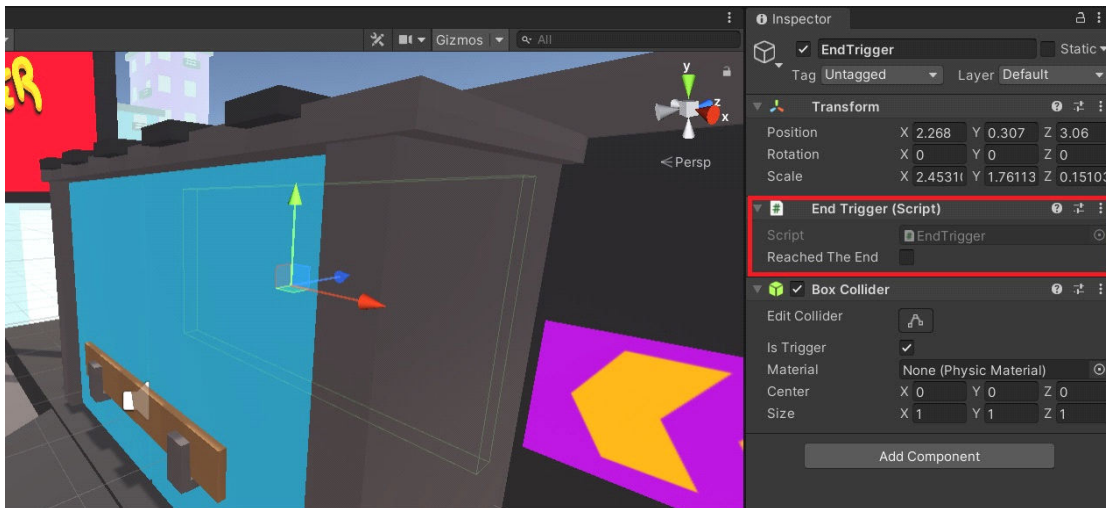 Inspector
Gizmos All
EndTrigger Static
Tag Untagged Layer Default
Transform
Position X 2.268 Y 0.307 Z 3.06
Rotation X 0 Y 0 Z 0
Scale X 2.4531( Y 1.76113 Z 0.15103
End Trigger (Script)
Script EndTrigger
Reached The End
Box Collider
Edit Collider
Is Trigger
Material None (Physic Material)
Center X 0 Y 0 Z 0
Size X 1 Y 1 Z 1
Add Component
y
z
x
Persp
ER